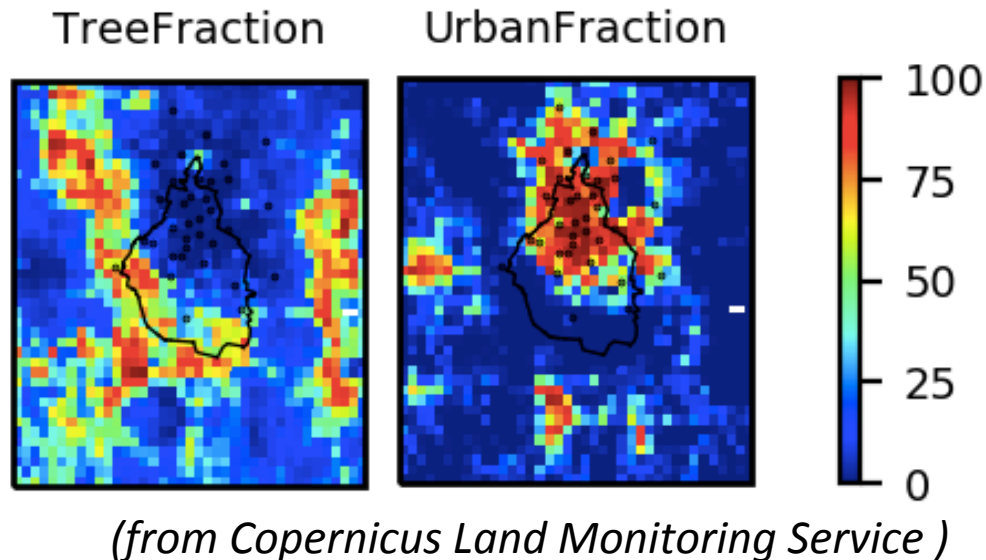 TreeFraction UrbanFraction
100
75
50
25
0
(from Copernicus Land Monitoring Service )